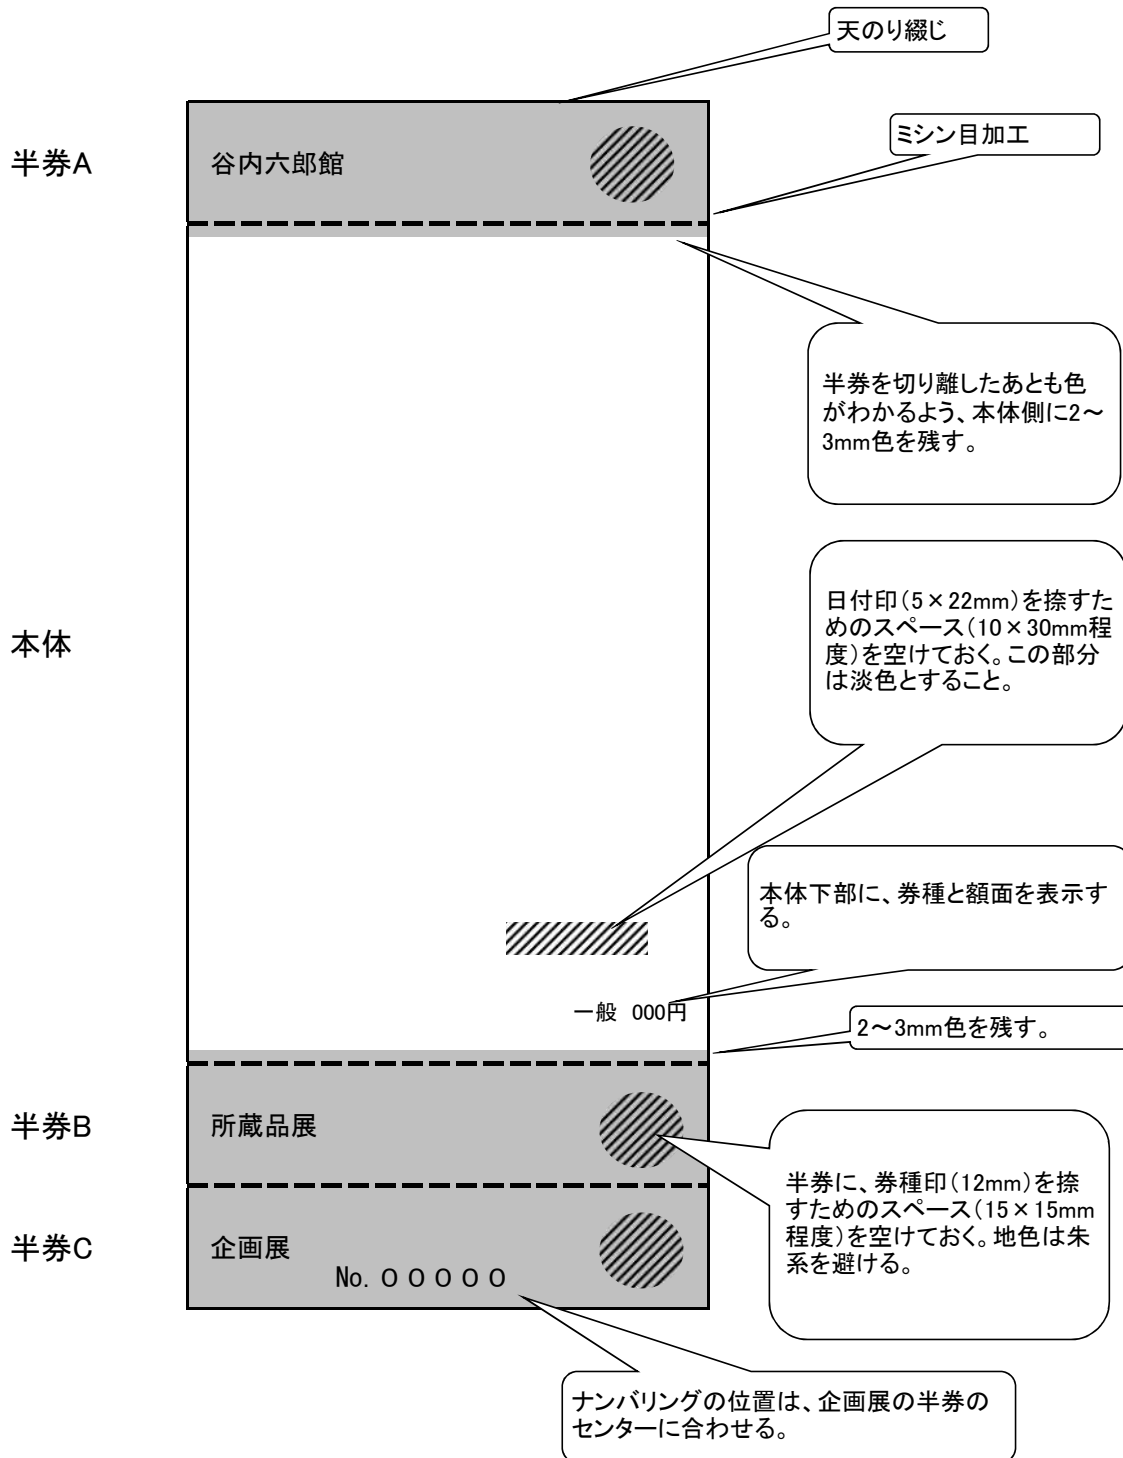 天のり綴じ
ミシン目加工
半券A
谷内六郎館
半券を切り離したあとも色
がわかるよう、本体側に2～
3mm色を残す。
日付印（5×22mm）を捺すた
めのスペース（10×30mm程
度）を空けておく。この部分
は淡色とすること。
本体
本体下部に、券種と額面を表示す
る。
一般 000円
2～3mm色を残す。
半券B
所蔵品展
半券に、券種印（12mm）を捺
すためのスペース（15×15mm
程度）を空けておく。地色は朱
系を避ける。
半券C
企画展
No. ０００００
ナンバリングの位置は、企画展の半券の
センターに合わせる。